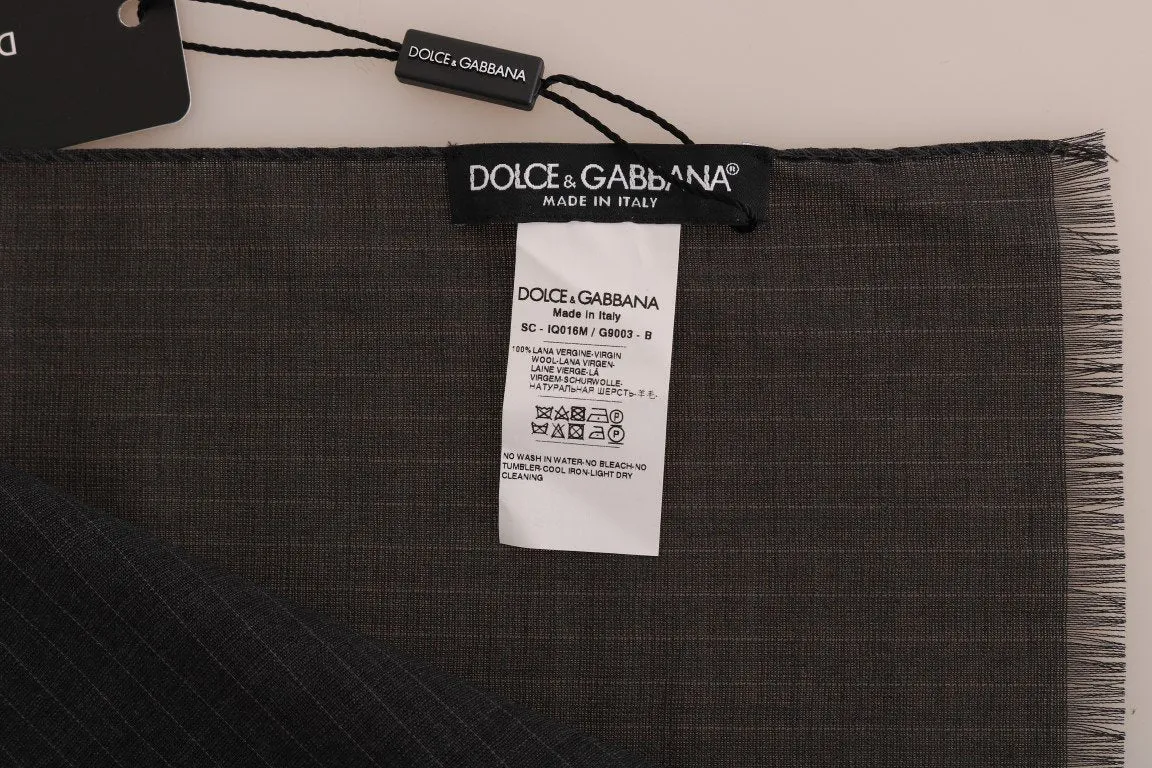 D
DOLCE & GABBANA
DOLCE & GABBANA®
MADE IN ITALY
DOLCE & GABBANA
Made in Italy
SC - IQ016M / G9003 - B
100% LANA VERGINE-VIRGIN
WOOL-LANA VIRGEN-
LAINE VIERGE-LÃ
VIRGEM-SCHURWOLLE-
НАТУРАЛЬНАЯ ШЕРСТЬ-羊毛-
P
P
NO WASH IN WATER-NO BLEACH-NO
TUMBLER-COOL IRON-LIGHT DRY
CLEANING